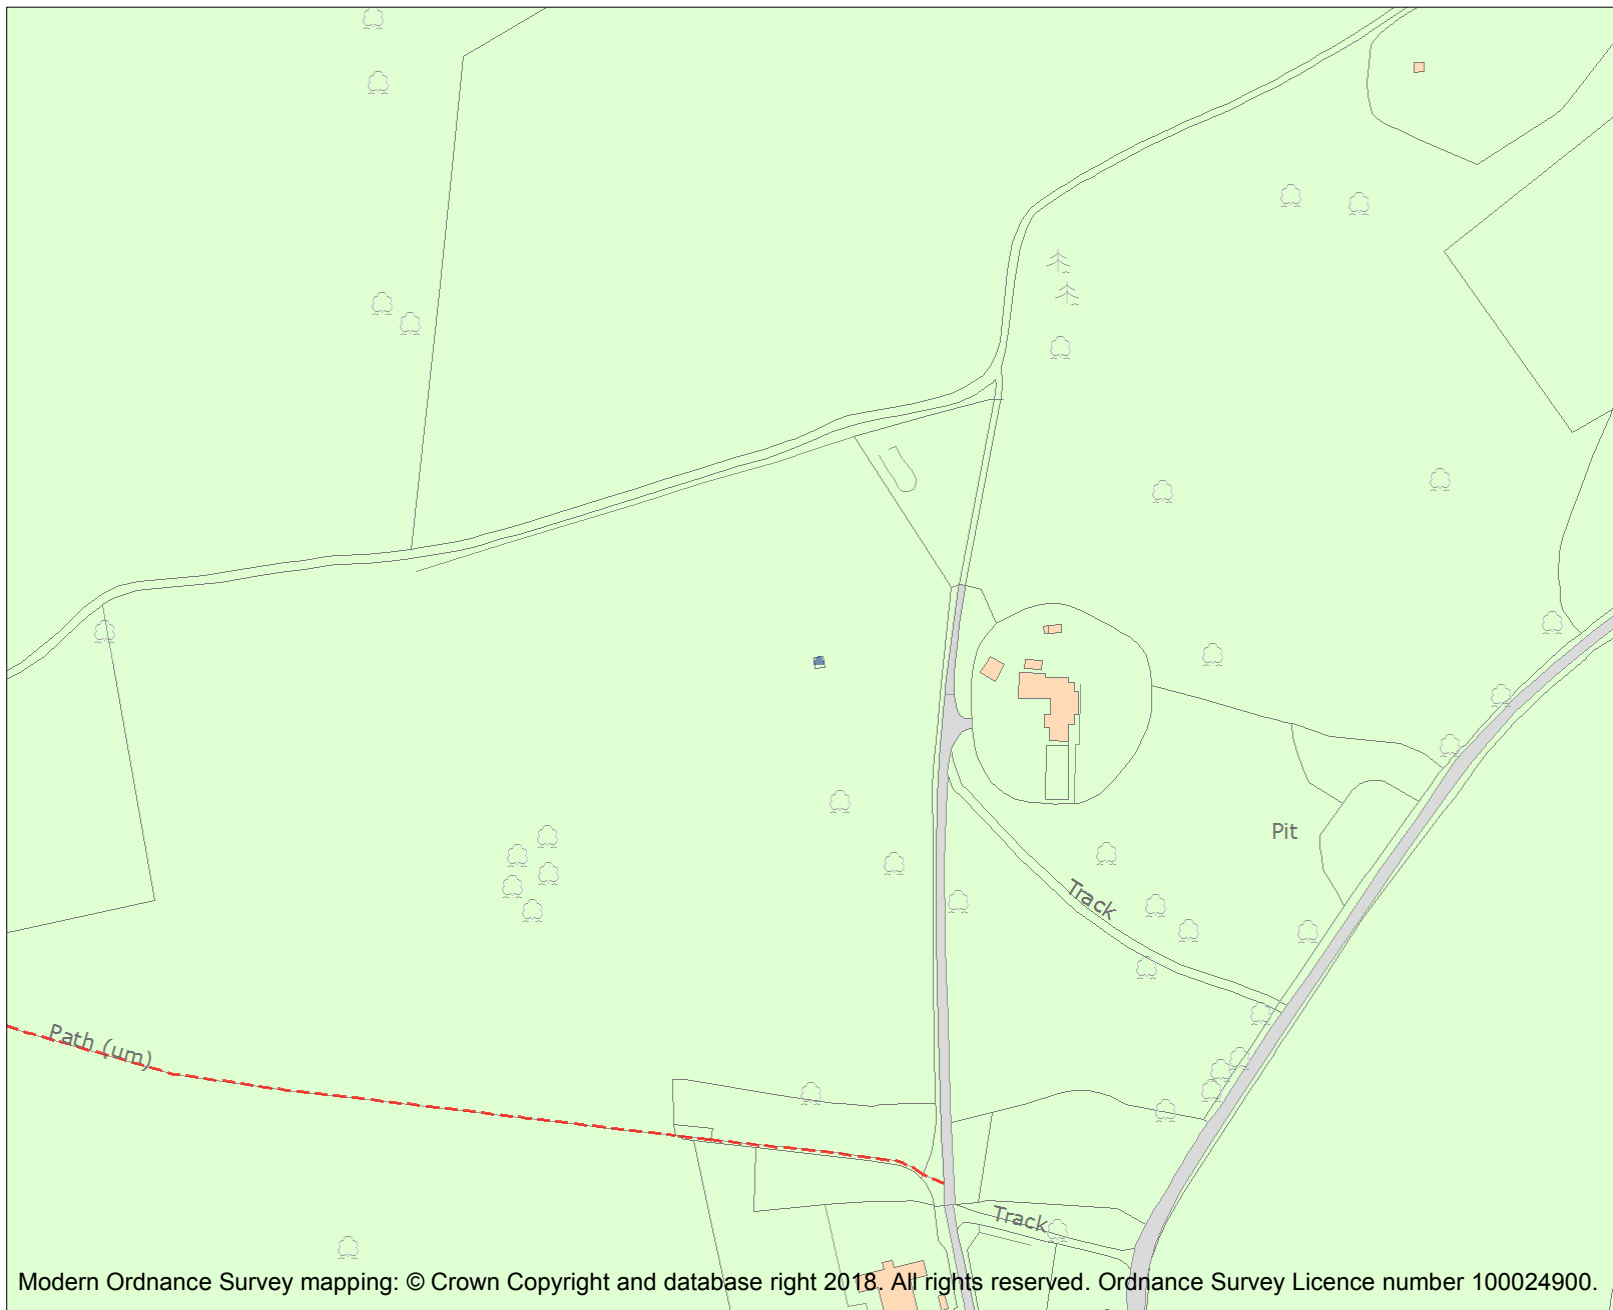 Pit
Track
Path (um)
Track
Modern Ordnance Survey mapping: © Crown Copyright and database right 2018. All rights reserved. Ordnance Survey Licence number 100024900.